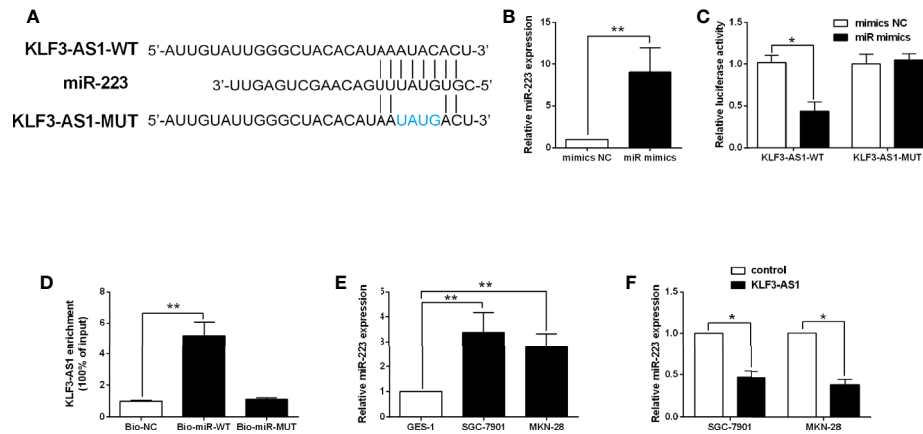 A
KLF3-AS1-WT 5'-AUUGUAUUGGGCUACACAUAAAUACACU-3'
miR-223 3'-UUGAGUCGAACAGUUUAUGUGC-5'
KLF3-AS1-MUT 5'-AUUGUAUUGGGCUACACAUAAUAUGACU-3'
B
Relative miR-223 expression
15
10
5
0
**
mimics NC miR mimics
C
mimics NC
miR mimics
Relative luciferase activity
1.5
1.0
0.5
0.0
*
KLF3-AS1-WT KLF3-AS1-MUT
D
KLF3-AS1 enrichment
(100% of input)
8
6
4
2
0
**
Bio-NC Bio-miR-WT Bio-miR-MUT
E
Relative miR-223 expression
5
4
3
2
1
0
**
**
GES-1 SGC-7901 MKN-28
F
control
KLF3-AS1
Relative miR-223 expression
1.5
1.0
0.5
0.0
*
*
SGC-7901 MKN-28